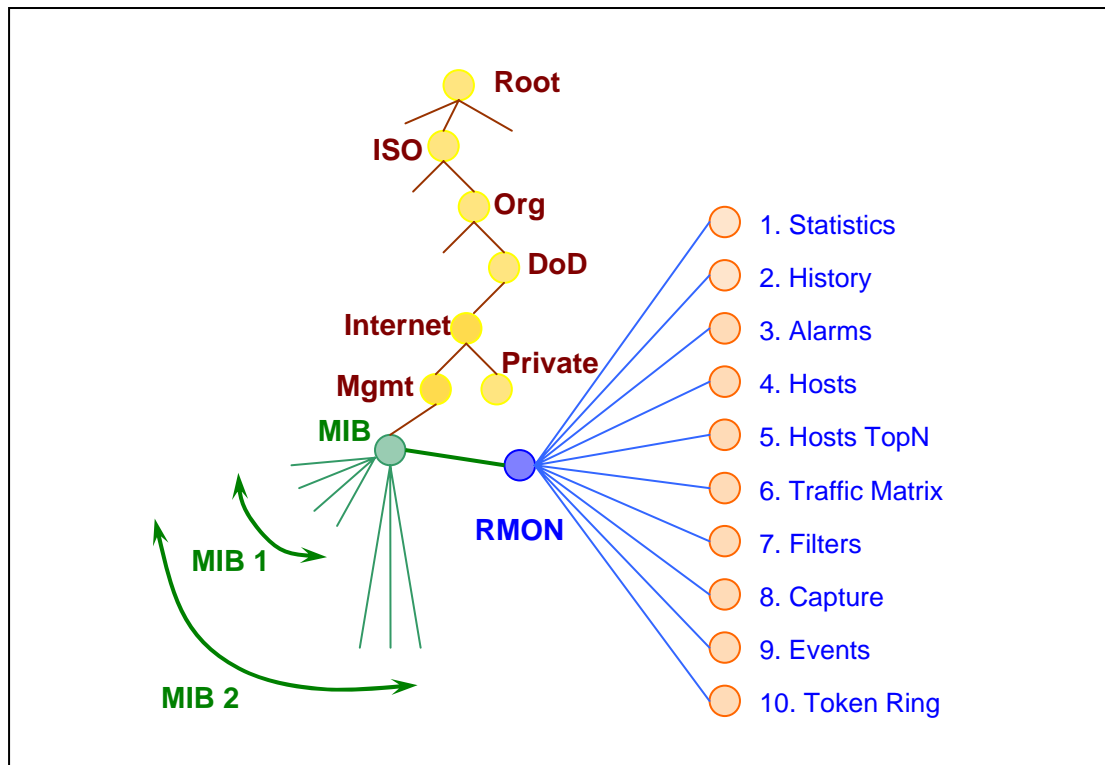 Root
ISO
Org
DoD
Internet
Private
Mgmt
MIB
RMON
MIB 1
MIB 2
1. Statistics
2. History
3. Alarms
4. Hosts
5. Hosts TopN
6. Traffic Matrix
7. Filters
8. Capture
9. Events
10. Token Ring